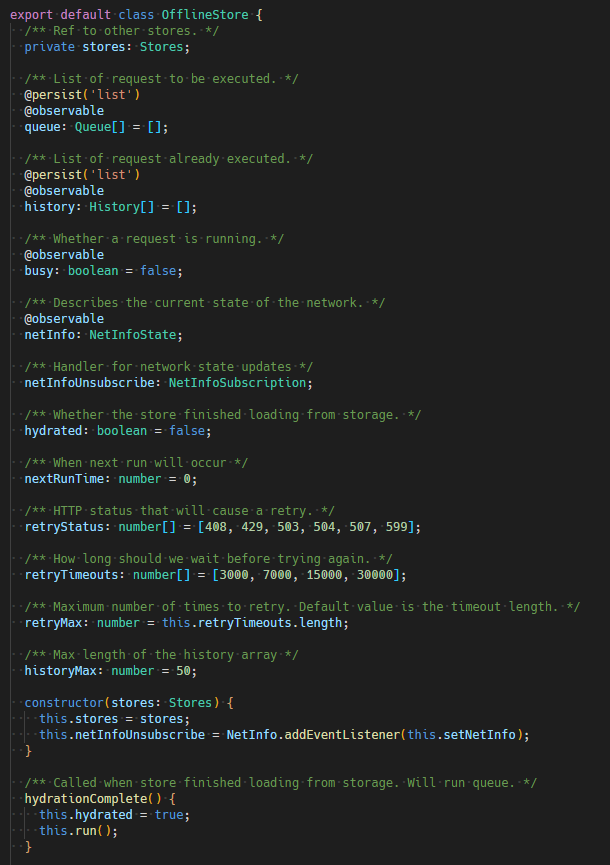 export default class OfflineStore {
/** Ref to other stores. */
private stores: Stores;
/** List of request to be executed. */
@persist('list')
@observable
queue: Queue[] = [];
/** List of request already executed. */
@persist('list')
@observable
history: History[] = [];
/** Whether a request is running. */
@observable
busy: boolean = false;
/** Describes the current state of the network. */
@observable
netInfo: NetInfoState;
/** Handler for network state updates */
netInfoUnsubscribe: NetInfoSubscription;
/** Whether the store finished loading from storage. */
hydrated: boolean = false;
/** When next run will occur */
nextRunTime: number = 0;
/** HTTP status that will cause a retry. */
retryStatus: number[] = [408, 429, 503, 504, 507, 599];
/** How long should we wait before trying again. */
retryTimeouts: number[] = [3000, 7000, 15000, 30000];
/** Maximum number of times to retry. Default value is the timeout length. */
retryMax: number = this.retryTimeouts.length;
/** Max length of the history array */
historyMax: number = 50;
constructor(stores: Stores) {
this.stores = stores;
this.netInfoUnsubscribe = NetInfo.addEventListener(this.setNetInfo);
}
/** Called when store finished loading from storage. Will run queue. */
hydrationComplete() {
this.hydrated = true;
this.run();
}